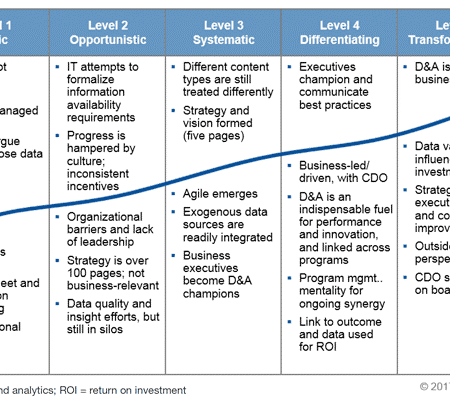 1
ic
Level 2
Opportunistic
Level 3
Systematic
Level 4
Differentiating
Le
Transfor
ot
anaged
rgue
ose data
s
eet and
on
g
onal
▪ IT attempts to
formalize
information
availability
requirements
▪ Progress is
hampered by
culture;
inconsistent
incentives
▪ Organizational
barriers and lack
of leadership
▪ Strategy is over
100 pages; not
business-relevant
▪ Data quality and
insight efforts, but
still in silos
▪ Different content
types are still
treated differently
▪ Strategy and
vision formed
(five pages)
▪ Agile emerges
▪ Exogenous data
sources are
readily integrated
▪ Business
executives
become D&A
champions
▪ Executives
champion and
communicate
best practices
▪ Business-led/
driven, with CDO
▪ D&A is an
indispensable fuel
for performance
and innovation,
and linked across
programs
▪ Program mgmt..
mentality for
ongoing synergy
▪ Link to outcome
and data used
for ROI
▪ D&A is
busine
▪ Data va
influen
investm
▪ Strateg
executi
and co
improv
▪ Outsid
perspe
▪ CDO s
on boa
nd analytics; ROI = return on investment
© 201